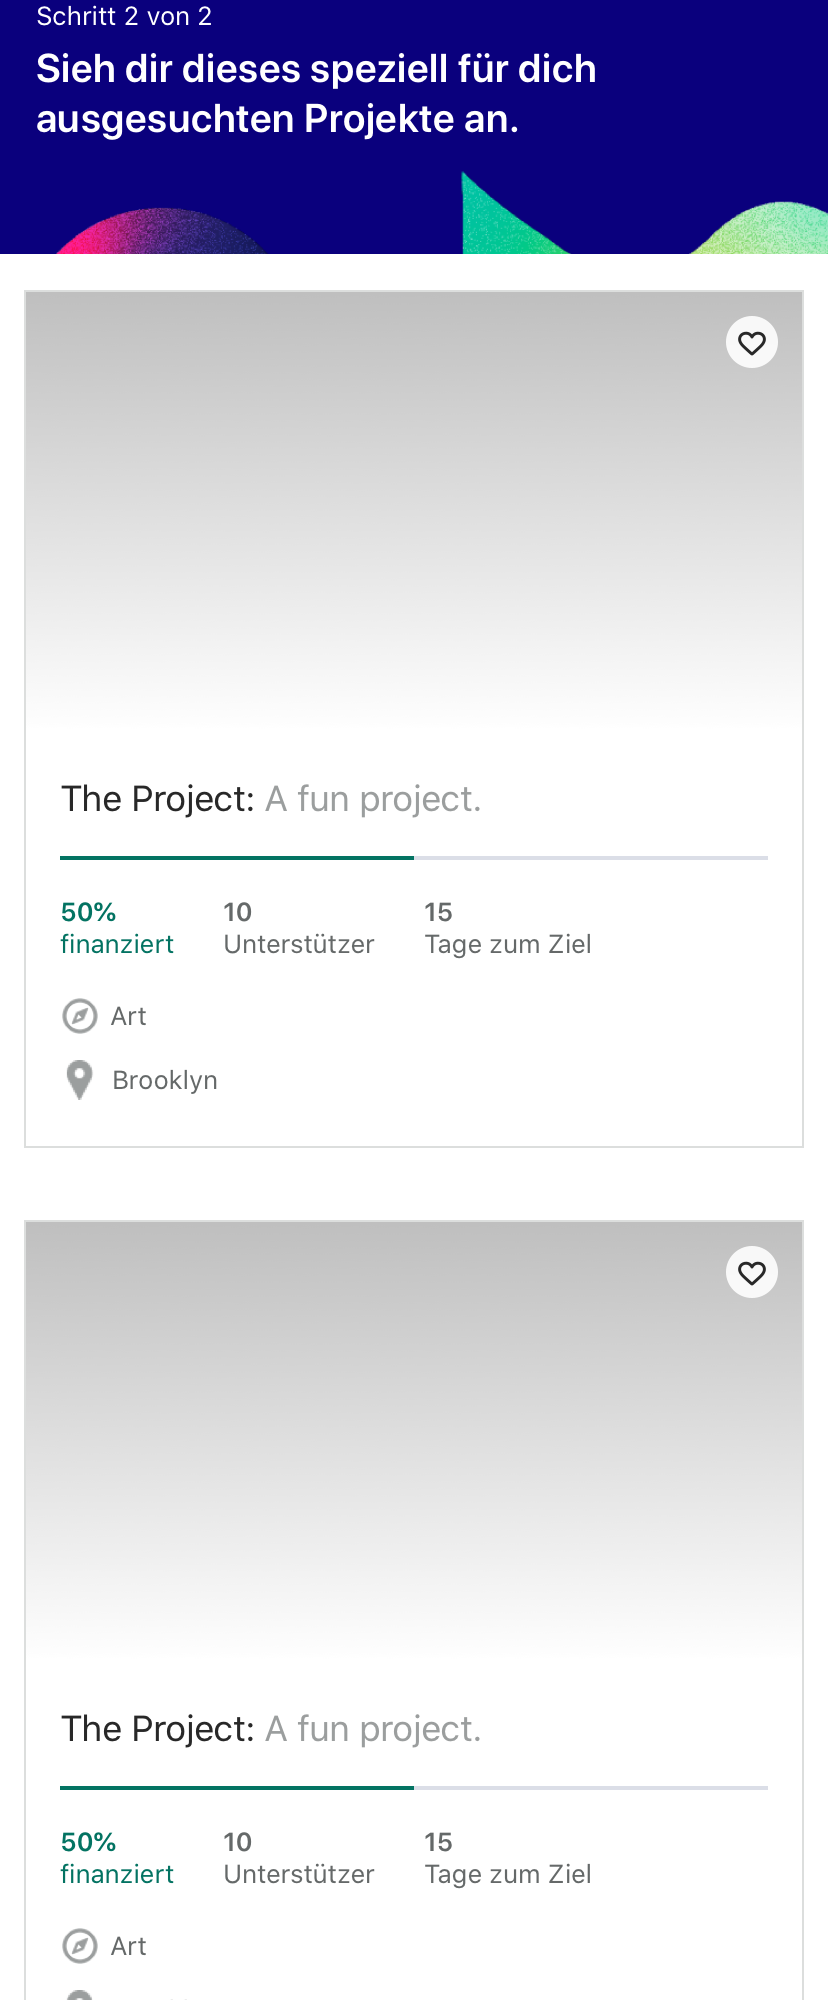 Schritt 2 von 2
Sieh dir dieses speziell für dich
ausgesuchten Projekte an.
The Project: A fun project.
50%
finanziert
10
Unterstützer
15
Tage zum Ziel
Art
Brooklyn
The Project: A fun project.
50%
finanziert
10
Unterstützer
15
Tage zum Ziel
Art